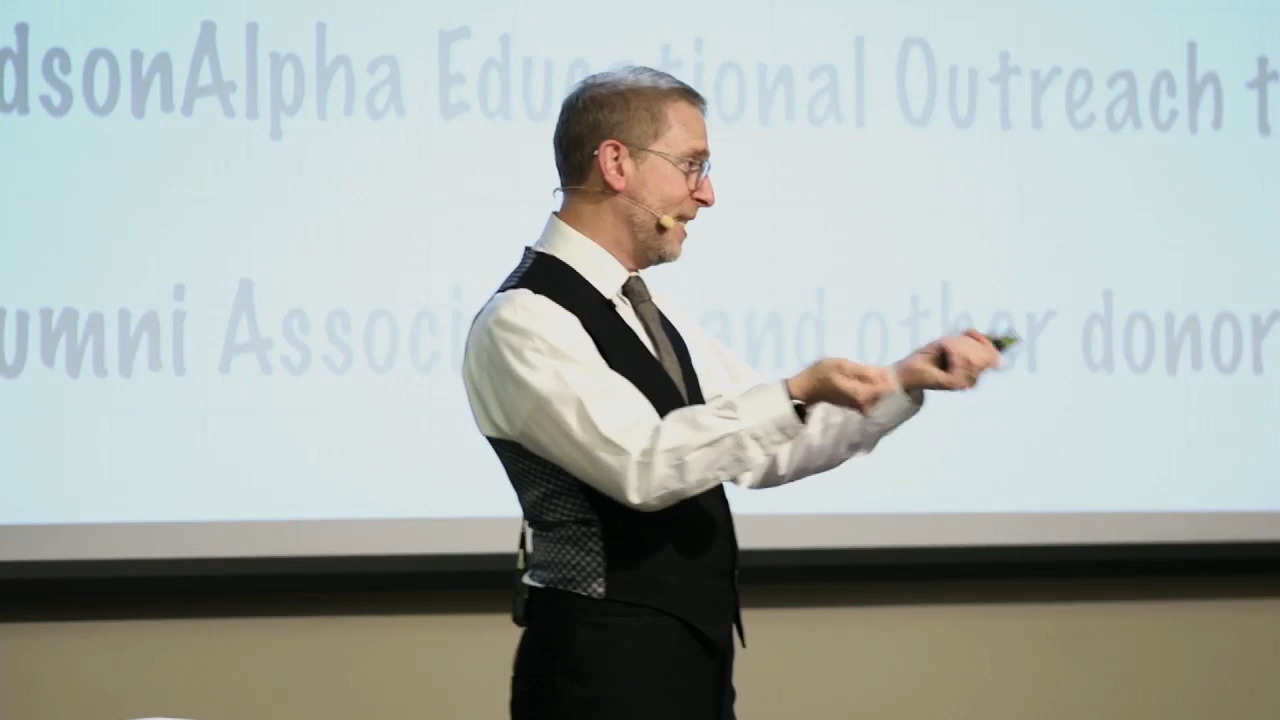 dsonAlpha Educational Outreach t
umni Associ and other donor